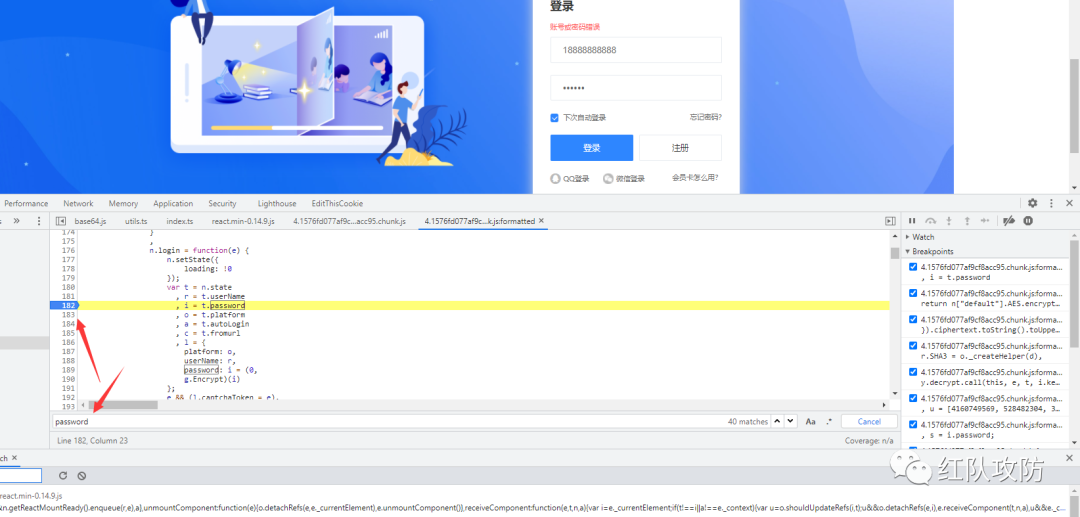 登录
账号或密码错误
18888888888
••••••
下次自动登录 忘记密码?
登录 注册
QQ登录 微信登录 会员卡怎么用?
Performance Network Memory Application Security Lighthouse EditThisCookie
s » base64.js utils.ts index.ts react.min-0.14.9.js 4.1576fd077af9c...acc95.chunk.js 4.1576fd077af9c...k.js:formatted ×
174 }
175 ,
176 n.login = function(e) {
177 n.setState({
178 loading: !0
179 });
180 var t = n.state
181 , r = t.userName
182 , i = t.password
183 , o = t.platform
184 , a = t.autoLogin
185 , c = t.fromurl
186 , l = {
187 platform: o,
188 userName: r,
189 password: i = (0,
190 g.Encrypt)(i)
191 };
192 e && (l.captchaToken = e),
193
password 40 matches Aa .* Cancel
Line 182, Column 23 Coverage: n/a
Watch
Breakpoints
4.1576fd077af9cf8acc95.chunk.js:forma...
, i = t.password
4.1576fd077af9cf8acc95.chunk.js:forma...
return n["default"].AES.encrypt...
4.1576fd077af9cf8acc95.chunk.js:forma...
}).ciphertext.toString().toUppe...
4.1576fd077af9cf8acc95.chunk.js:forma...
r.SHA3 = o._createHelper(d),
4.1576fd077af9cf8acc95.chunk.js:forma...
y.decrypt.call(this, e, t, i.ke...
4.1576fd077af9cf8acc95.chunk.js:forma...
, u = [4160749569, 528482304, 3...
4.1576fd077af9cf8acc95.chunk.js:forma...
, s = i.password;
ch ×
红队攻防
react.min-0.14.9.js
&n.getReactMountReady().enqueue(r,e),a},unmountComponent:function(e){o.detachRefs(e,e._currentElement),e.unmountComponent()},receiveComponent:function(e,t,n,a){var i=e._currentElement;if(t!==i||a!==e._context){var u=o.shouldUpdateRefs(i,t);u&&o.detachRefs(e,i),e.receiveComponent(t,n,a),u&&e._c...